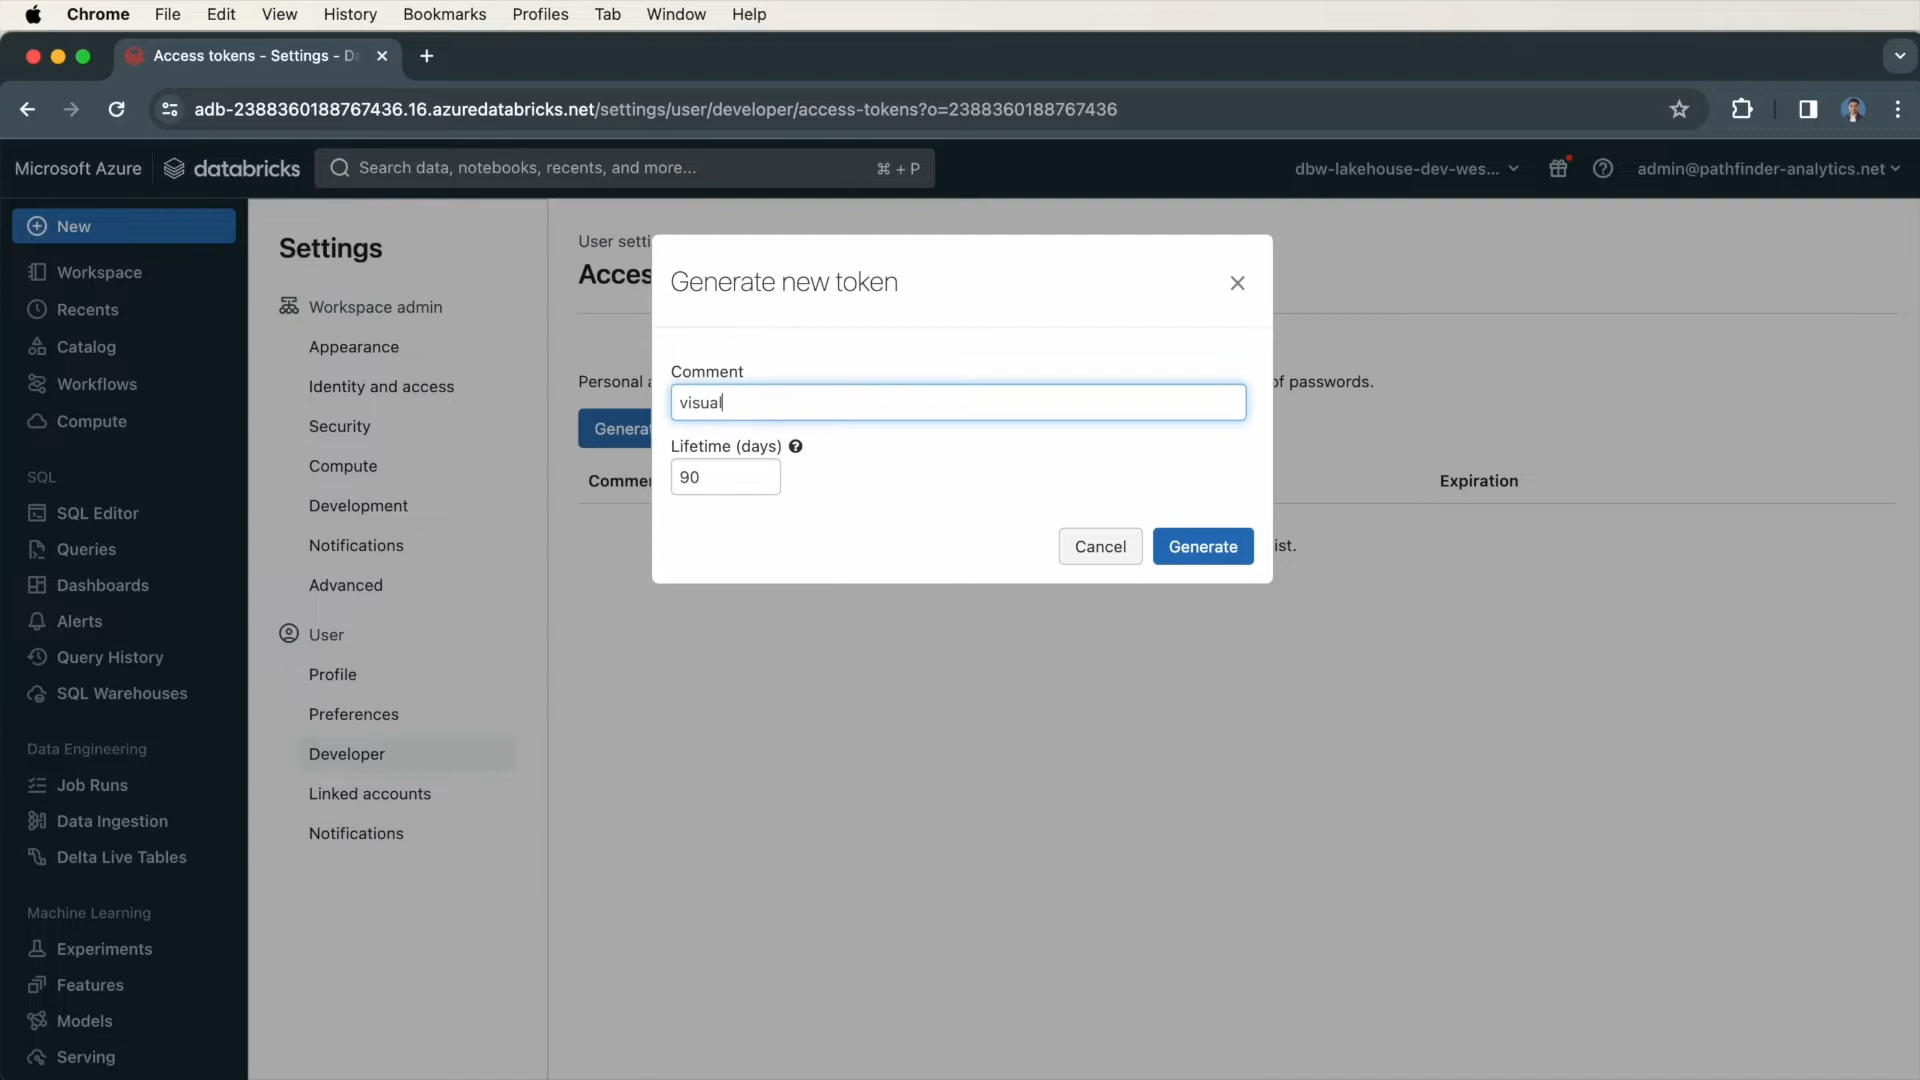 Chrome File Edit View History Bookmarks Profiles Tab Window Help
Access tokens - Settings - Da
adb-2388360188767436.16.azuredatabricks.net/settings/user/developer/access-tokens?o=2388360188767436
Microsoft Azure databricks Search data, notebooks, recents, and more... ⌘ + P dbw-lakehouse-dev-wes... admin@pathfinder-analytics.net
New
Workspace
Recents
Catalog
Workflows
Compute
SQL
SQL Editor
Queries
Dashboards
Alerts
Query History
SQL Warehouses
Data Engineering
Job Runs
Data Ingestion
Delta Live Tables
Machine Learning
Experiments
Features
Models
Serving
Settings
Workspace admin
Appearance
Identity and access
Security
Compute
Development
Notifications
Advanced
User
Profile
Preferences
Developer
Linked accounts
Notifications
User setti
Acces
Personal a
of passwords.
Generat
Commen
Expiration
ist.
Generate new token
Comment
visual
Lifetime (days)
90
Cancel Generate